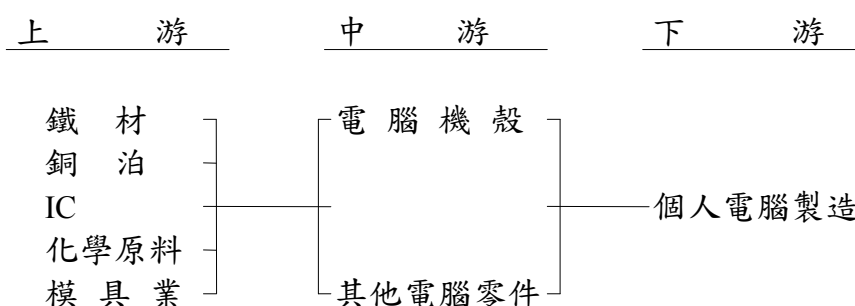 上游 中游 下游
鐵材 電腦機殼
銅泊
IC 個人電腦製造
化學原料
模具業 其他電腦零件